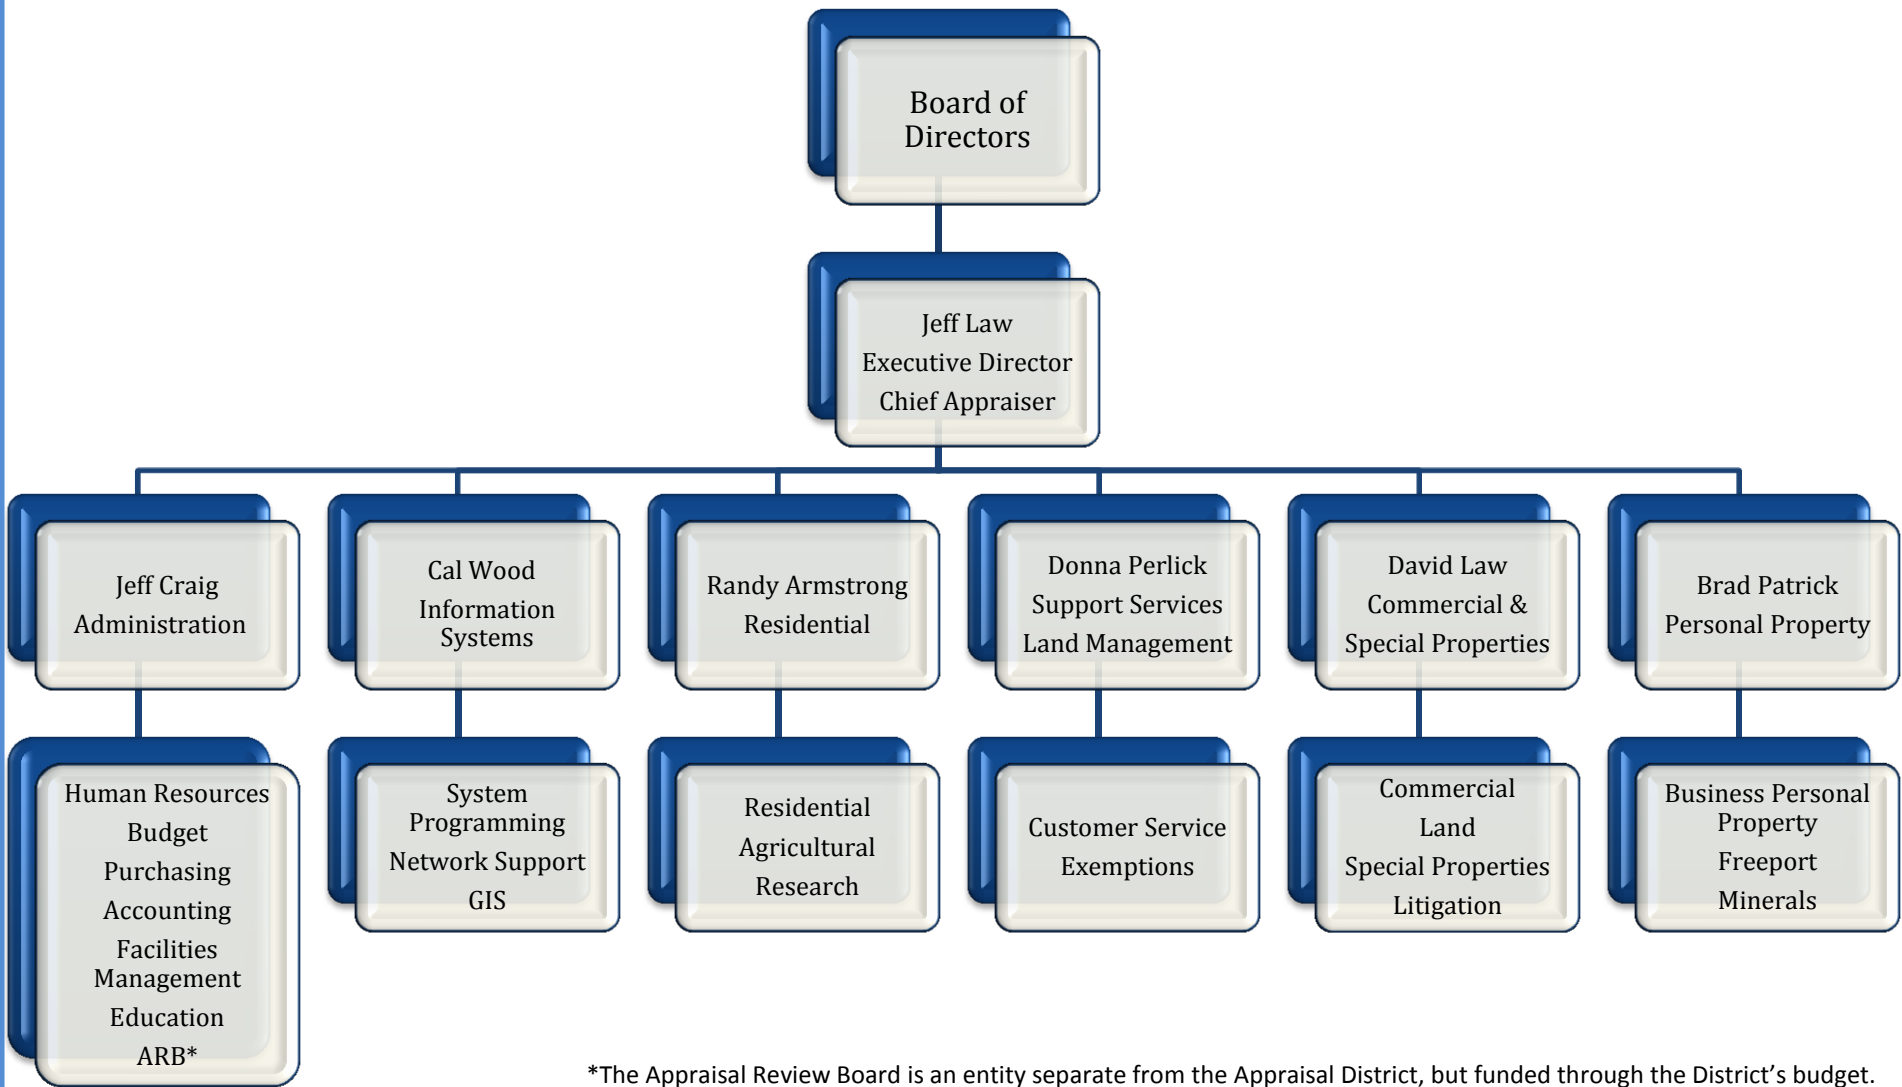 Board of
Directors
Jeff Law
Executive Director
Chief Appraiser
Jeff Craig
Administration
Cal Wood
Information
Systems
Randy Armstrong
Residential
Donna Perlick
Support Services
Land Management
David Law
Commercial &
Special Properties
Brad Patrick
Personal Property
Human Resources
Budget
Purchasing
Accounting
Facilities
Management
Education
ARB*
System
Programming
Network Support
GIS
Residential
Agricultural
Research
Customer Service
Exemptions
Commercial
Land
Special Properties
Litigation
Business Personal
Property
Freeport
Minerals
*The Appraisal Review Board is an entity separate from the Appraisal District, but funded through the District’s budget.